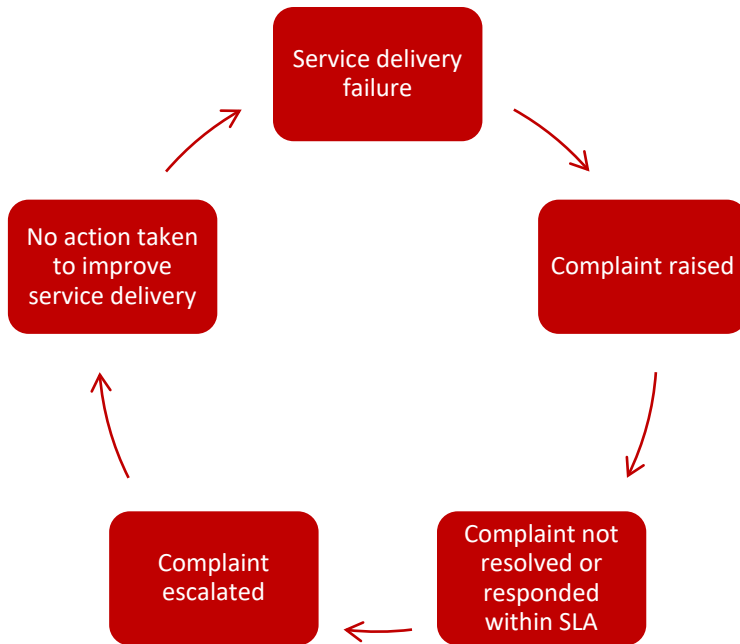 Service delivery
failure
Complaint raised
Complaint not
resolved or
responded
within SLA
Complaint
escalated
No action taken
to improve
service delivery